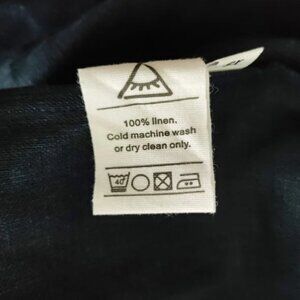 100% linen.
Cold machine wash
or dry clean only.
40